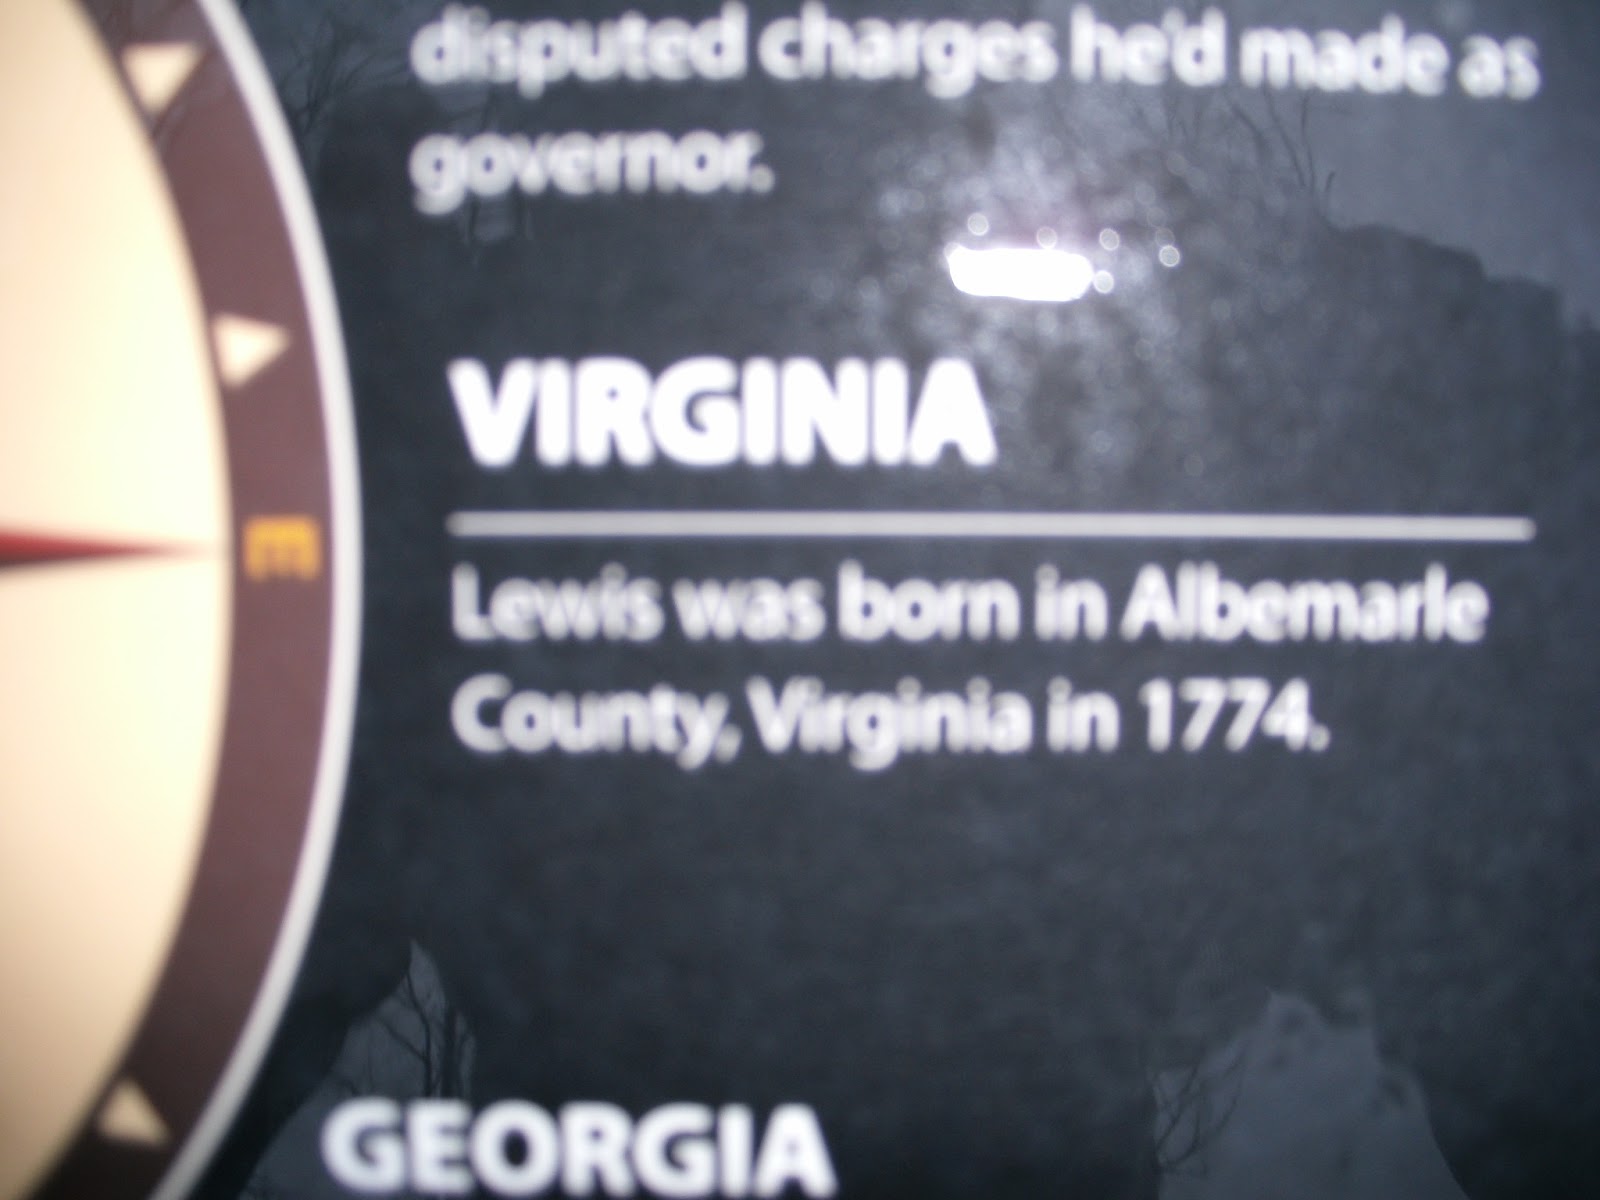 disputed charges he'd made as
governor.
VIRGINIA
E
Lewis was born in Albemarle
County, Virginia in 1774.
GEORGIA